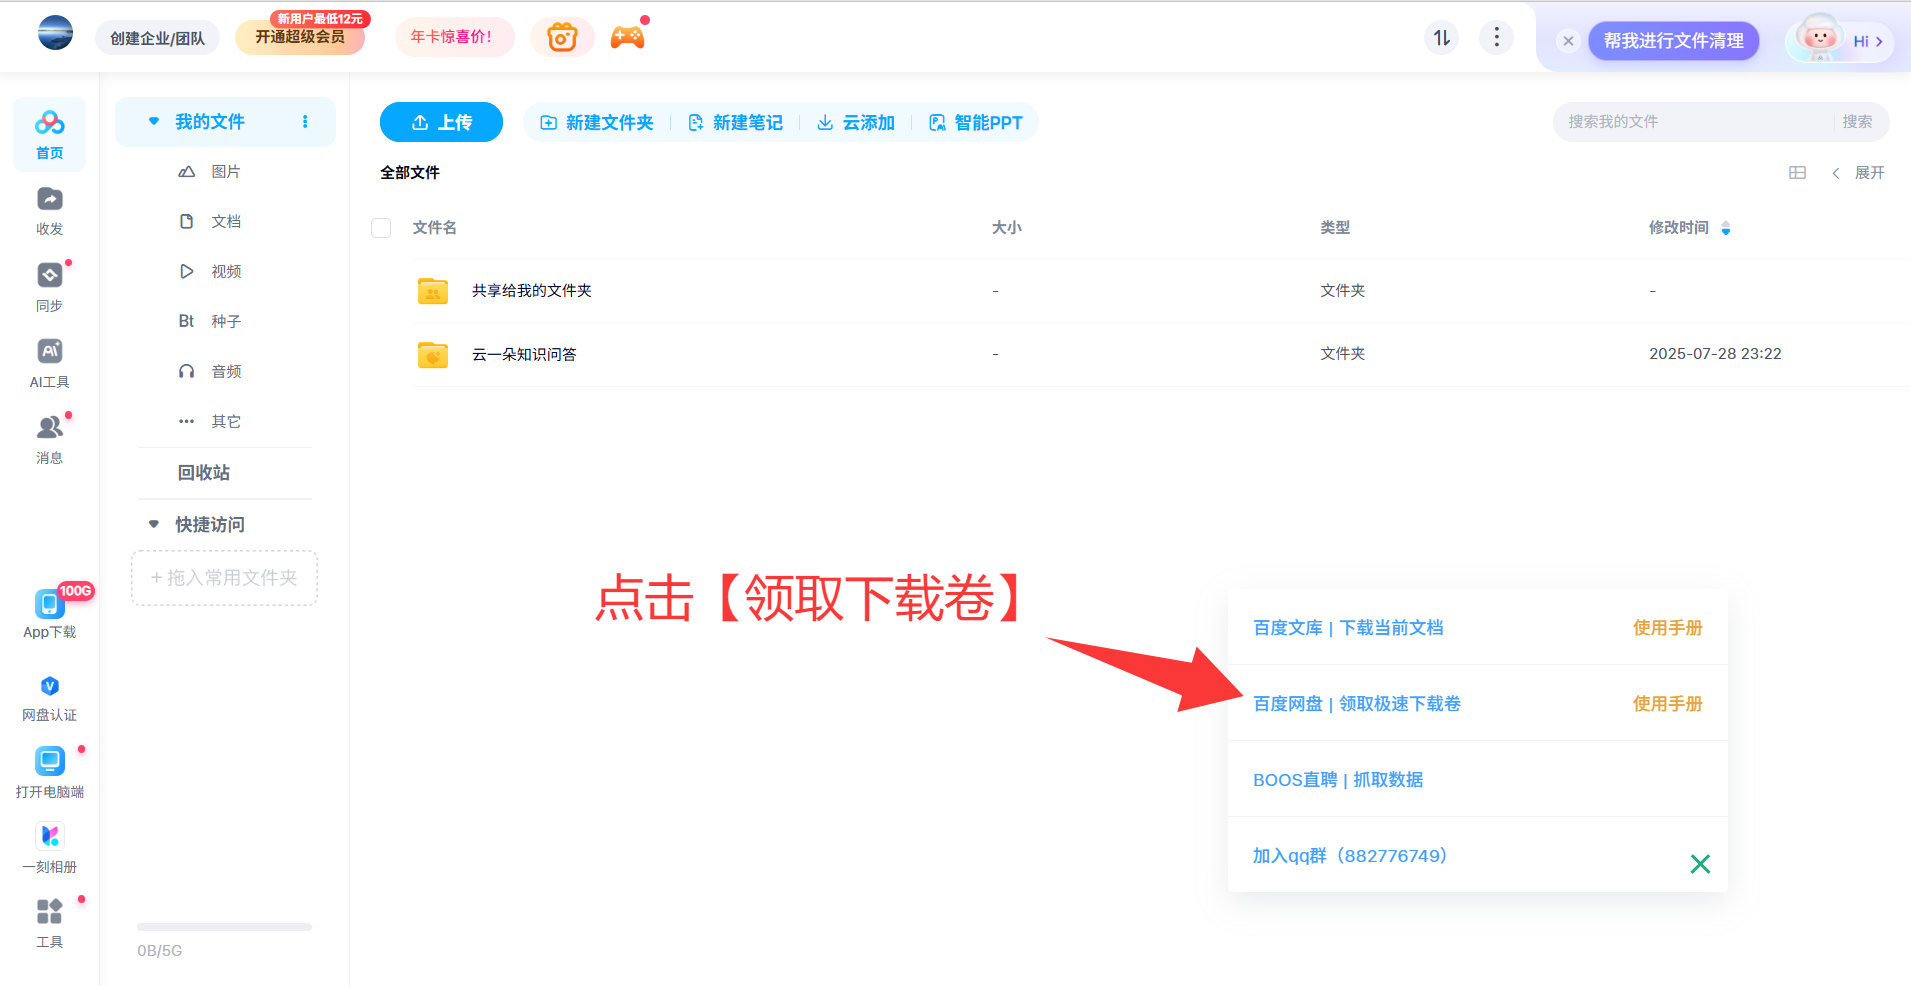 创建企业/团队
新用户最低12元
开通超级会员
年卡惊喜价！
帮我进行文件清理
Hi
首页
收发
同步
AI工具
消息
100G
App下载
网盘认证
打开电脑端
一刻相册
工具
我的文件
图片
文档
视频
Bt 种子
音频
其它
回收站
快捷访问
+ 拖入常用文件夹
0B/5G
上传
新建文件夹
新建笔记
云添加
智能PPT
搜索我的文件
搜索
全部文件
展开
文件名 大小 类型 修改时间
共享给我的文件夹 - 文件夹 -
云一朵知识问答 - 文件夹 2025-07-28 23:22
点击【领取下载卷】
百度文库 | 下载当前文档 使用手册
百度网盘 | 领取极速下载卷 使用手册
BOOS直聘 | 抓取数据
加入qq群（882776749）